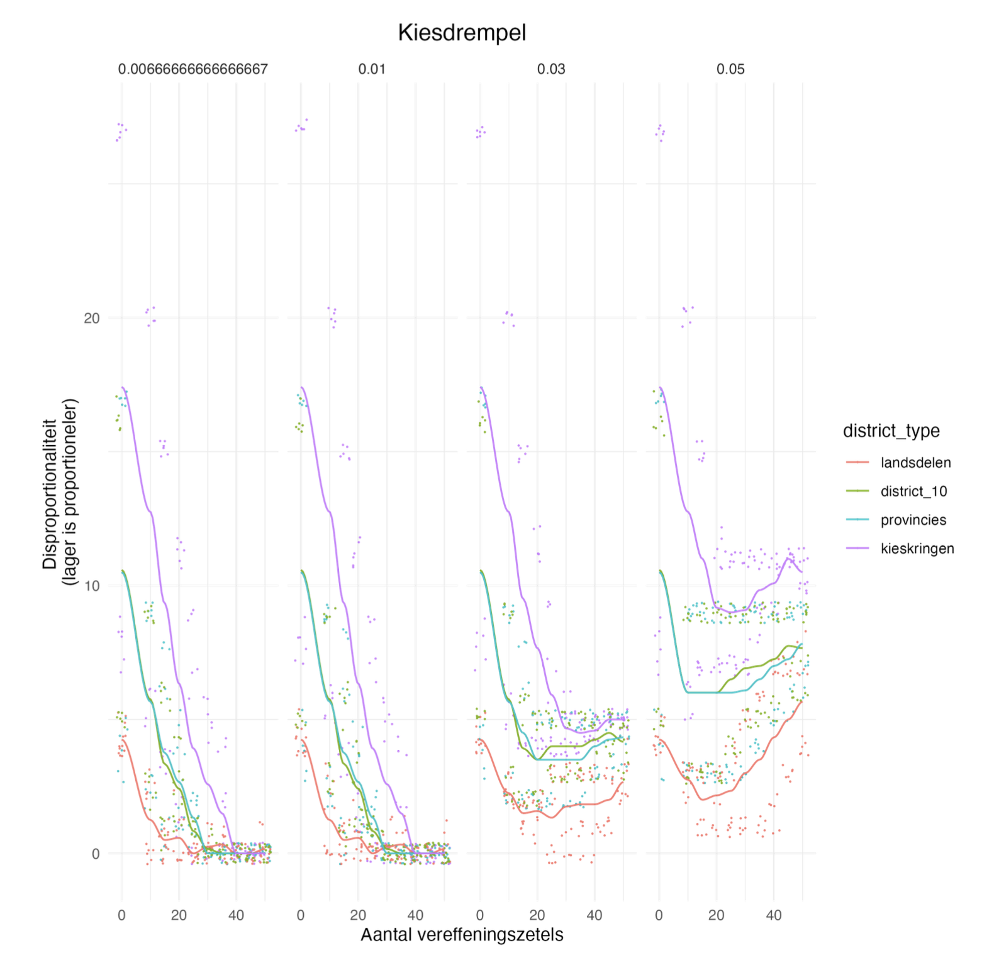 Kiesdrempel
0.00666666666666667 0.01 0.03 0.05
20
10
0
Disproportionaliteit
(lager is proportioneler)
0 20 40 0 20 40 0 20 40 0 20 40
Aantal vereffeningszetels
district_type
landsdelen
district_10
provincies
kieskringen